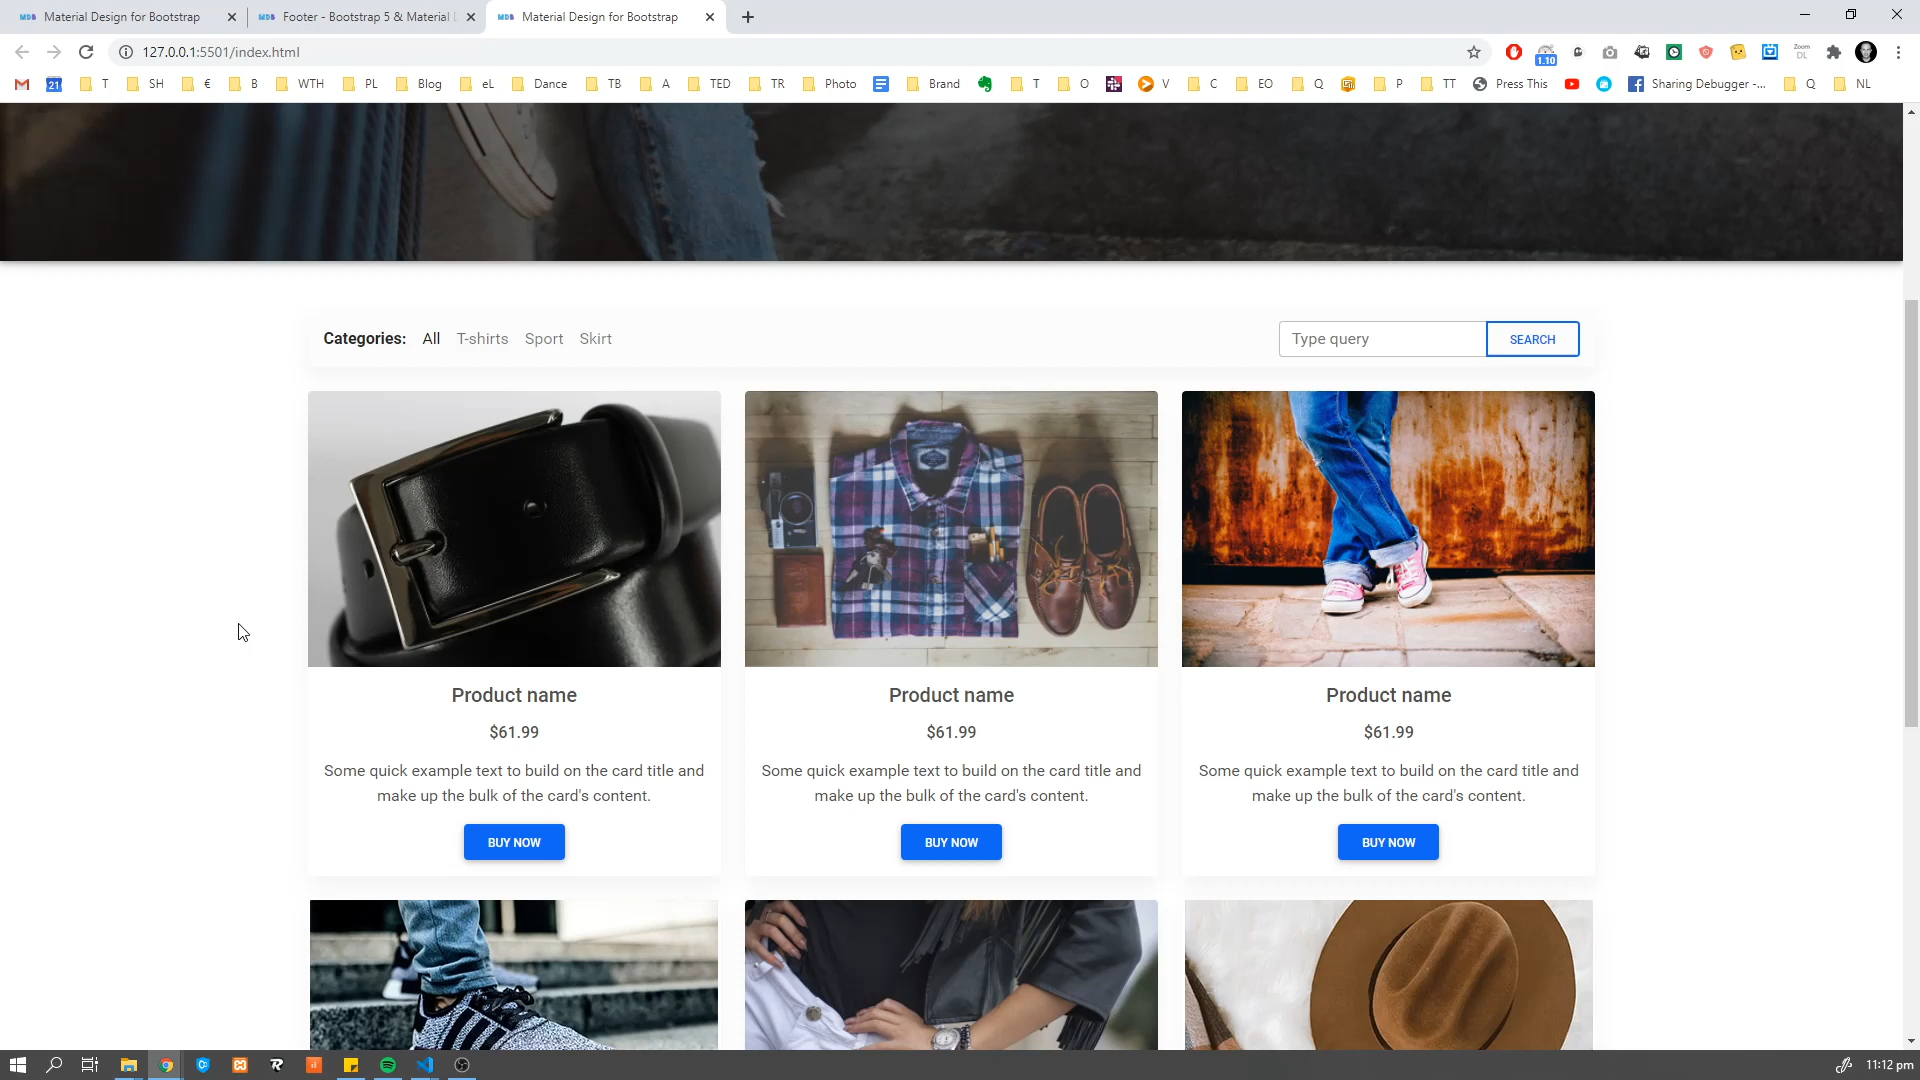 Material Design for Bootstrap
Footer - Bootstrap 5 & Material D
Material Design for Bootstrap
127.0.0.1:5501/index.html
1.10
Zoom DL
21
T
SH
€
B
WTH
PL
Blog
eL
Dance
TB
A
TED
TR
Photo
Brand
T
O
V
C
EO
Q
P
TT
Press This
Sharing Debugger -...
Q
NL
Categories: All T-shirts Sport Skirt
Type query SEARCH
Product name
$61.99
Some quick example text to build on the card title and
make up the bulk of the card's content.
BUY NOW
Product name
$61.99
Some quick example text to build on the card title and
make up the bulk of the card's content.
BUY NOW
Product name
$61.99
Some quick example text to build on the card title and
make up the bulk of the card's content.
BUY NOW
11:12 pm